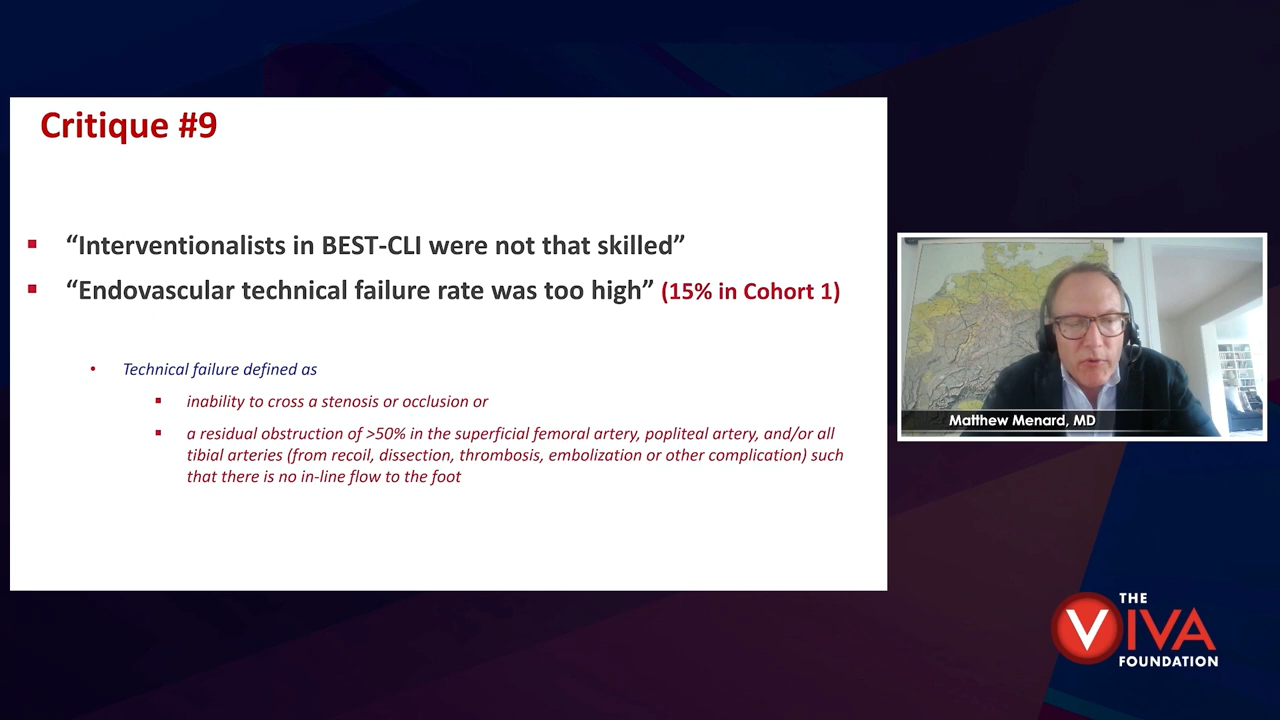 Critique #9
“Interventionalists in BEST-CLI were not that skilled”
“Endovascular technical failure rate was too high” (15% in Cohort 1)
Technical failure defined as
inability to cross a stenosis or occlusion or
a residual obstruction of >50% in the superficial femoral artery, popliteal artery, and/or all
tibial arteries (from recoil, dissection, thrombosis, embolization or other complication) such
that there is no in-line flow to the foot
Matthew Menard, MD
THE
VIVA
FOUNDATION